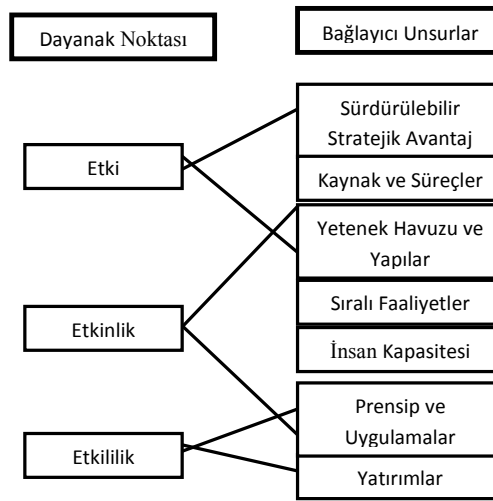 Dayanak Noktası
Bağlayıcı Unsurlar
Sürdürülebilir
Stratejik Avantaj
Etki
Kaynak ve Süreçler
Yetenek Havuzu ve
Yapılar
Sıralı Faaliyetler
Etkinlik
İnsan Kapasitesi
Prensip ve
Uygulamalar
Etkililik
Yatırımlar